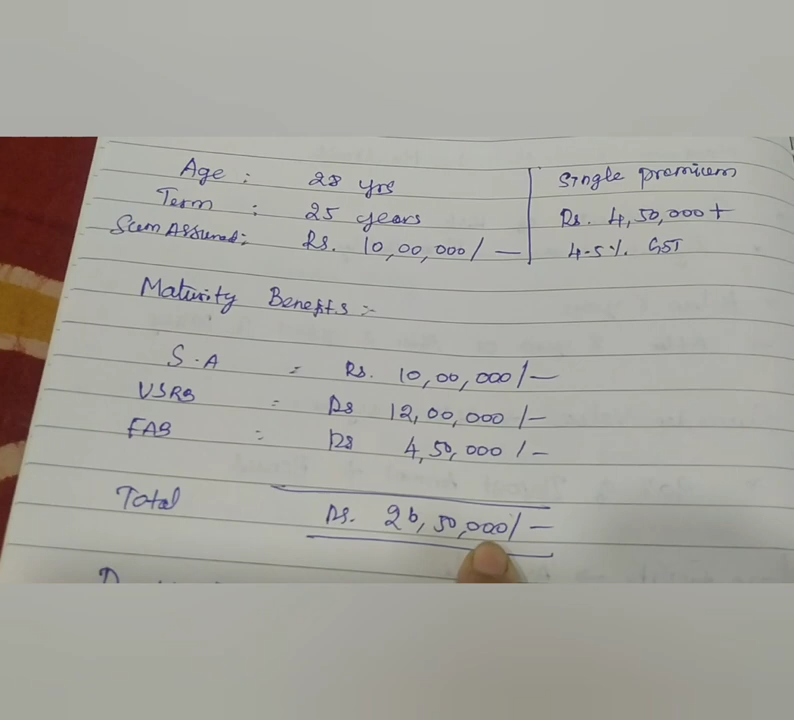 Age : 28 yrs
Term : 25 years
Sum Assured: Rs. 10,00,000/-
Single premium
Rs. 4,50,000 +
4.5% GST
Maturity Benefits :-
S.A = Rs. 10,00,000/-
VSRB = Rs 12,00,000/-
FAB = Rs 4,50,000/-
Total Rs. 26,50,000/-